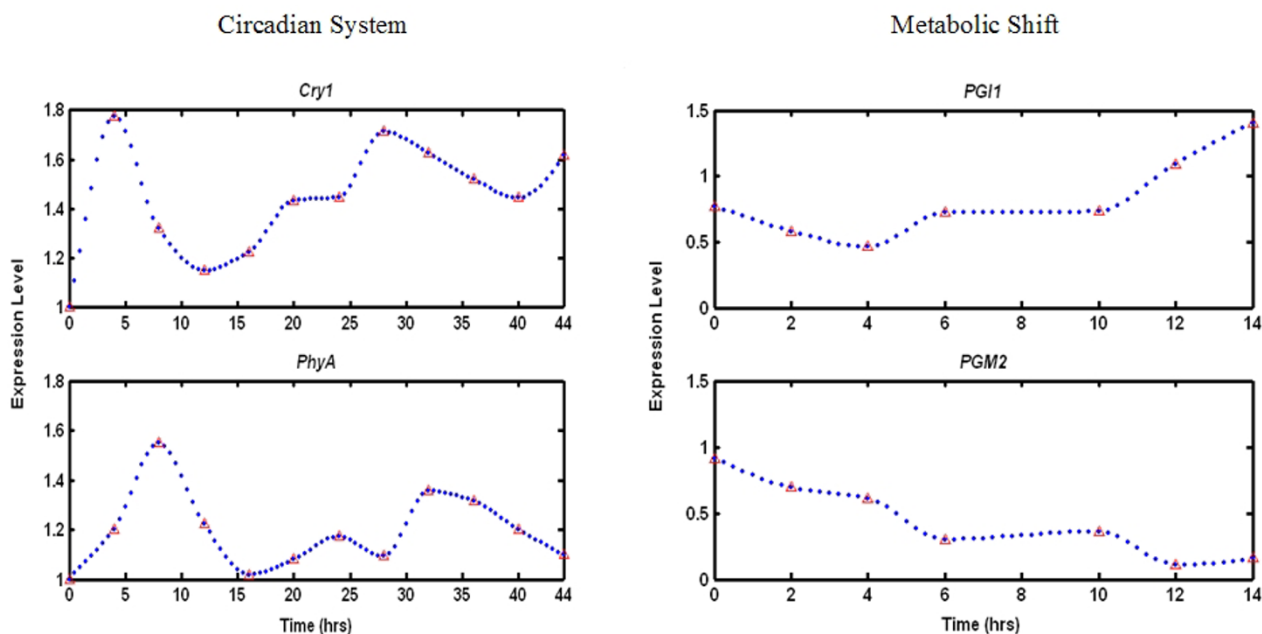 Circadian System
Metabolic Shift
Cry1
1.8
1.6
1.4
1.2
1
0 5 10 15 20 25 30 35 40 44
PhyA
1.8
1.6
1.4
1.2
1
0 5 10 15 20 25 30 35 40 44
Time (hrs)
Expression Level
PGI1
1.5
1
0.5
0
0 2 4 6 8 10 12 14
PGM2
1.5
1
0.5
0
0 2 4 6 8 10 12 14
Time (hrs)
Expression Level